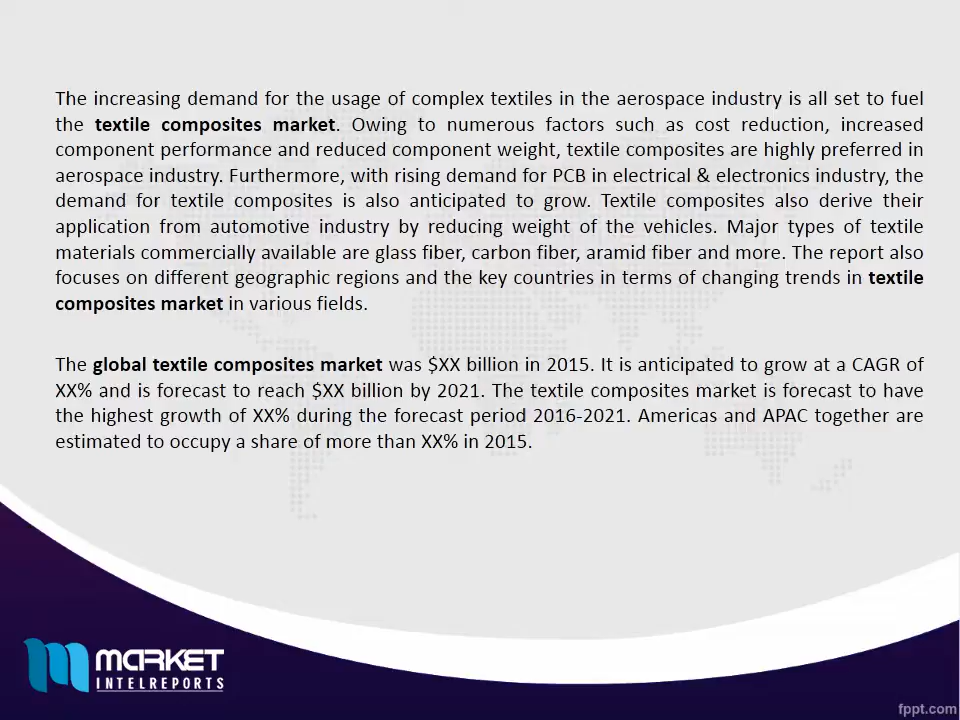 The increasing demand for the usage of complex textiles in the aerospace industry is all set to fuel
the textile composites market. Owing to numerous factors such as cost reduction, increased
component performance and reduced component weight, textile composites are highly preferred in
aerospace industry. Furthermore, with rising demand for PCB in electrical & electronics industry, the
demand for textile composites is also anticipated to grow. Textile composites also derive their
application from automotive industry by reducing weight of the vehicles. Major types of textile
materials commercially available are glass fiber, carbon fiber, aramid fiber and more. The report also
focuses on different geographic regions and the key countries in terms of changing trends in textile
composites market in various fields.
The global textile composites market was $XX billion in 2015. It is anticipated to grow at a CAGR of
XX% and is forecast to reach $XX billion by 2021. The textile composites market is forecast to have
the highest growth of XX% during the forecast period 2016-2021. Americas and APAC together are
estimated to occupy a share of more than XX% in 2015.
MARKET
INTELREPORTS
fppt.com